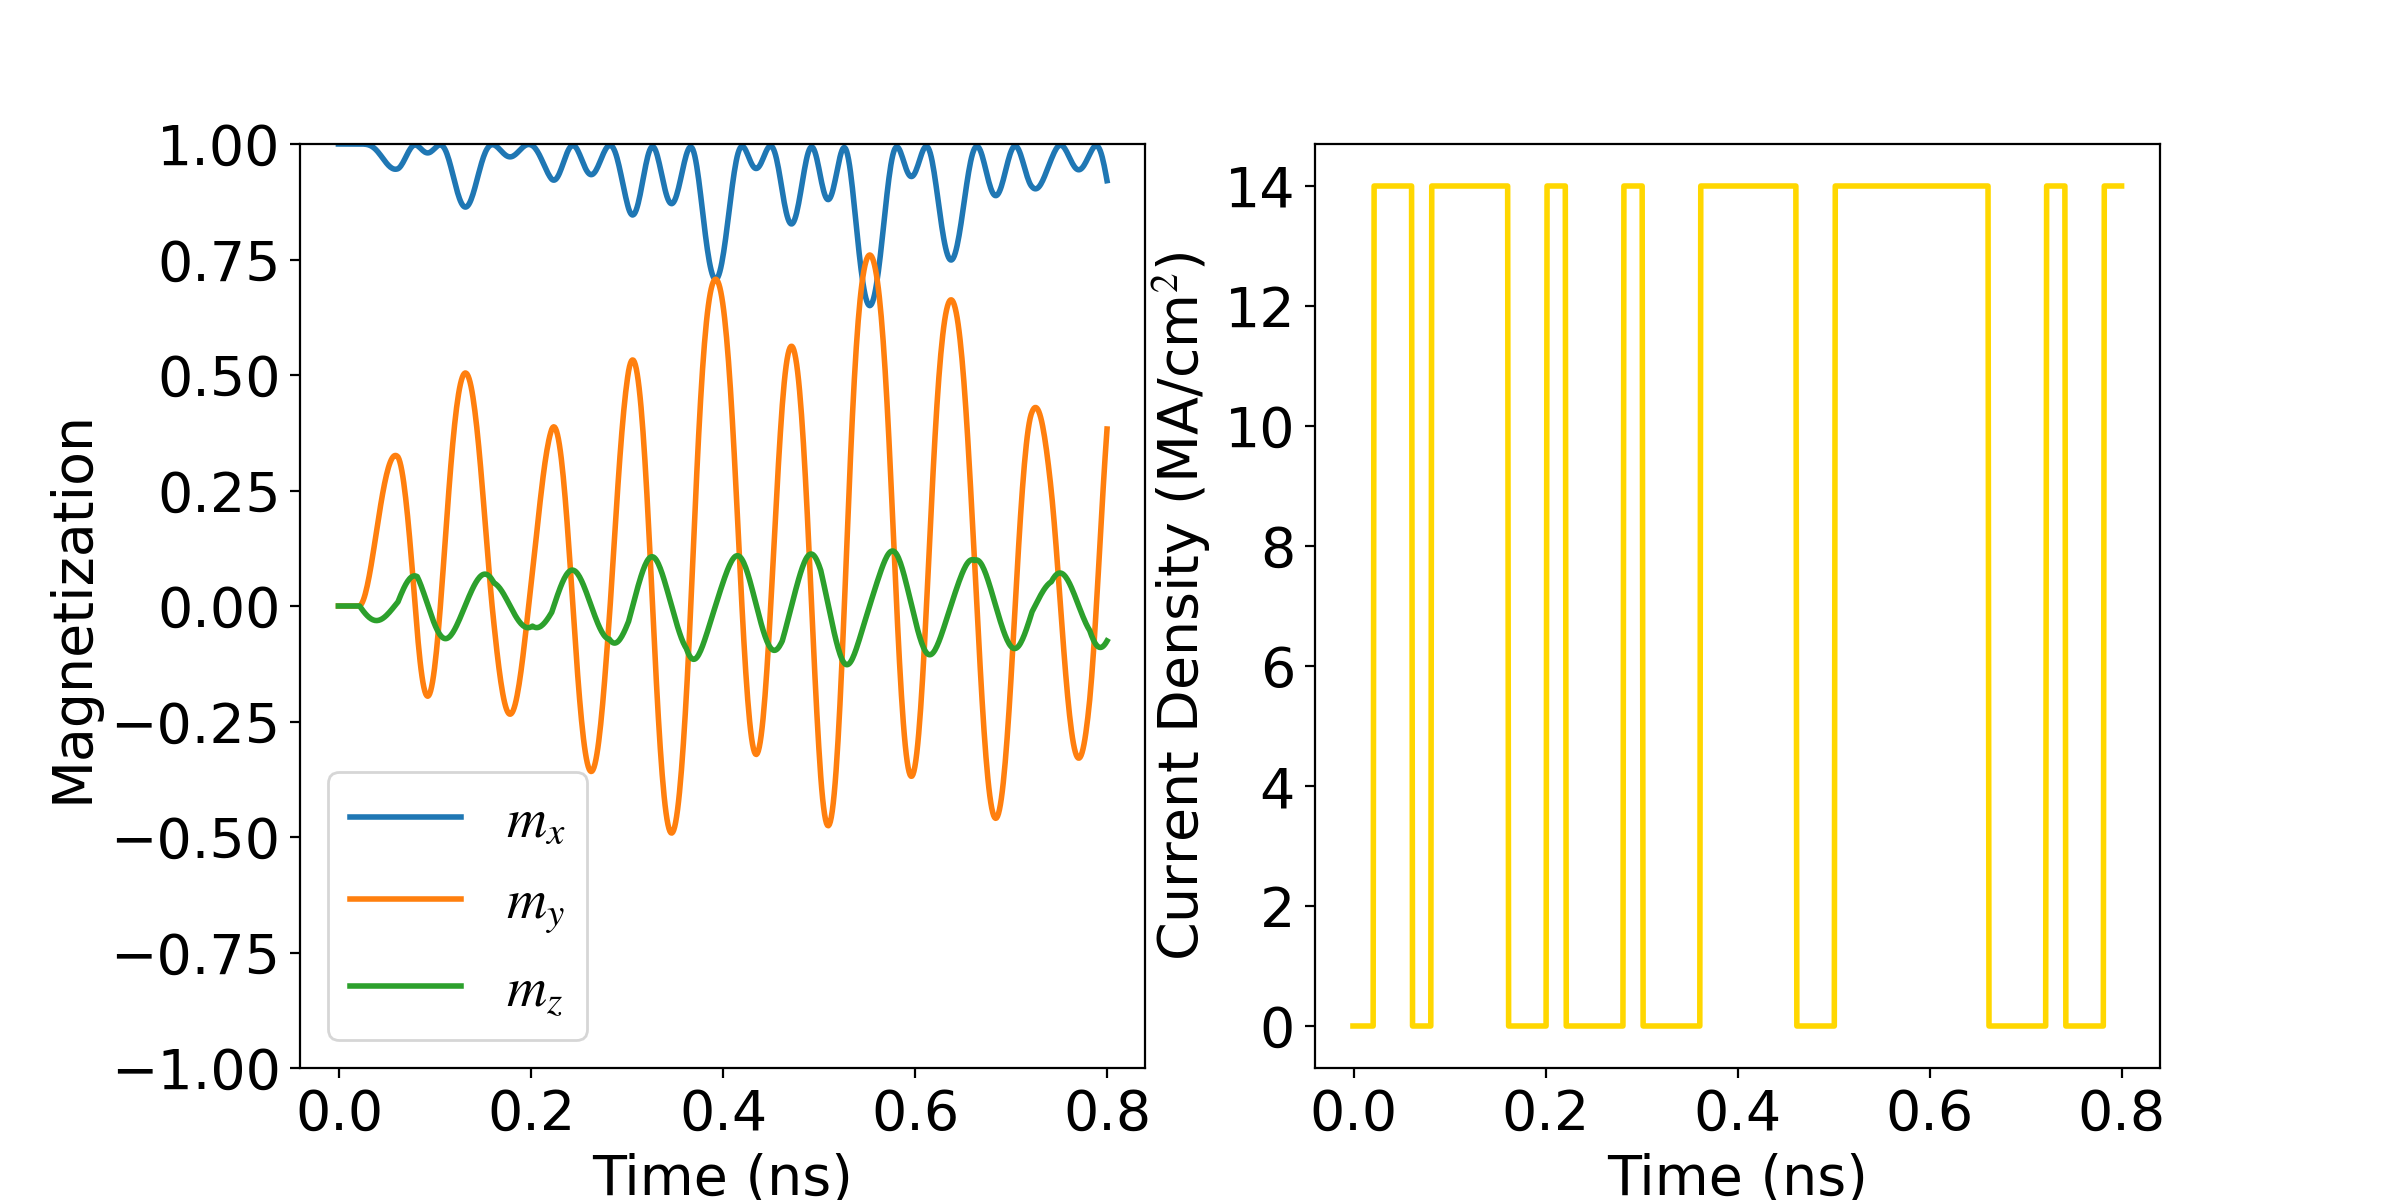 Magnetization
1.00
0.75
0.50
0.25
0.00
−0.25
−0.50
−0.75
−1.00
m_x
m_y
m_z
0.0 0.2 0.4 0.6 0.8
Time (ns)
Current Density (MA/cm²)
14
12
10
8
6
4
2
0
0.0 0.2 0.4 0.6 0.8
Time (ns)